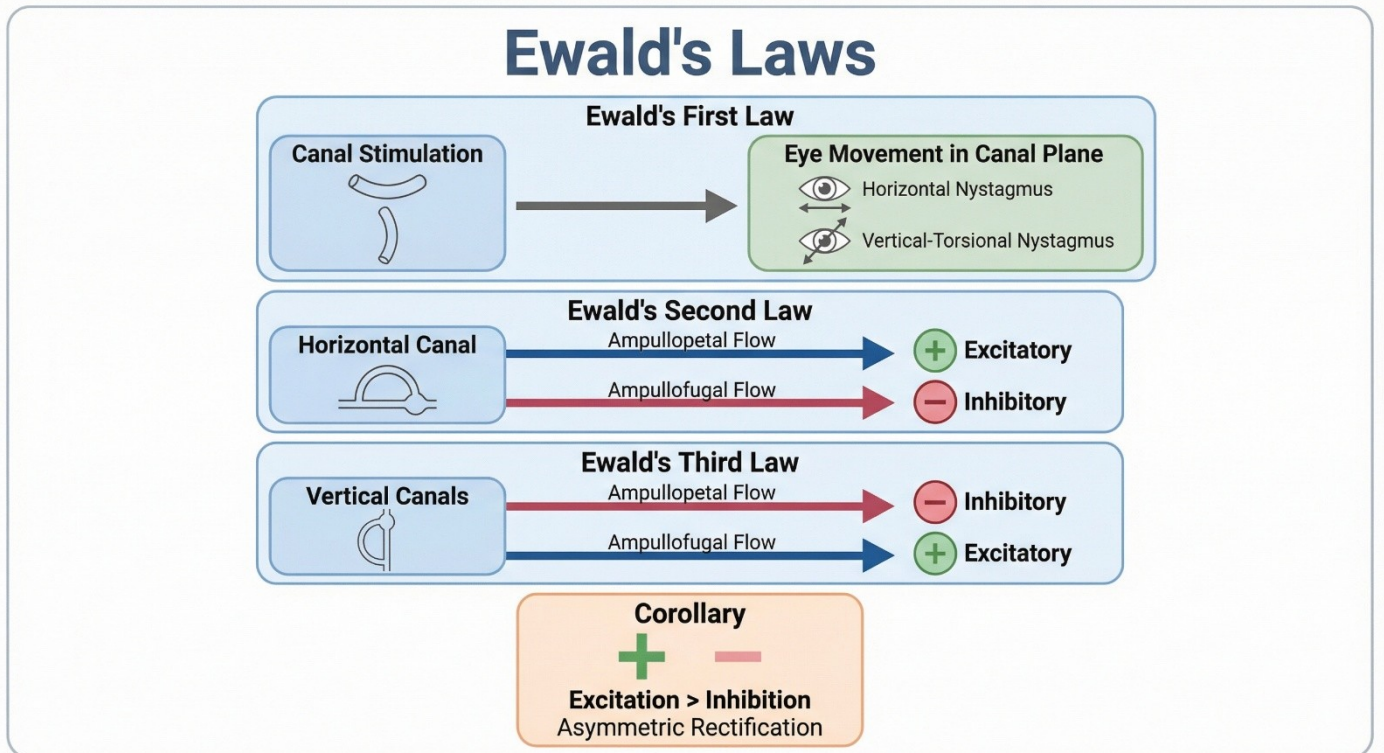 Ewald's Laws
Ewald's First Law
Canal Stimulation
Eye Movement in Canal Plane
Horizontal Nystagmus
Vertical-Torsional Nystagmus
Ewald's Second Law
Horizontal Canal
Ampullopetal Flow
Excitatory
Ampullofugal Flow
Inhibitory
Ewald's Third Law
Vertical Canals
Ampullopetal Flow
Inhibitory
Ampullofugal Flow
Excitatory
Corollary
Excitation > Inhibition
Asymmetric Rectification